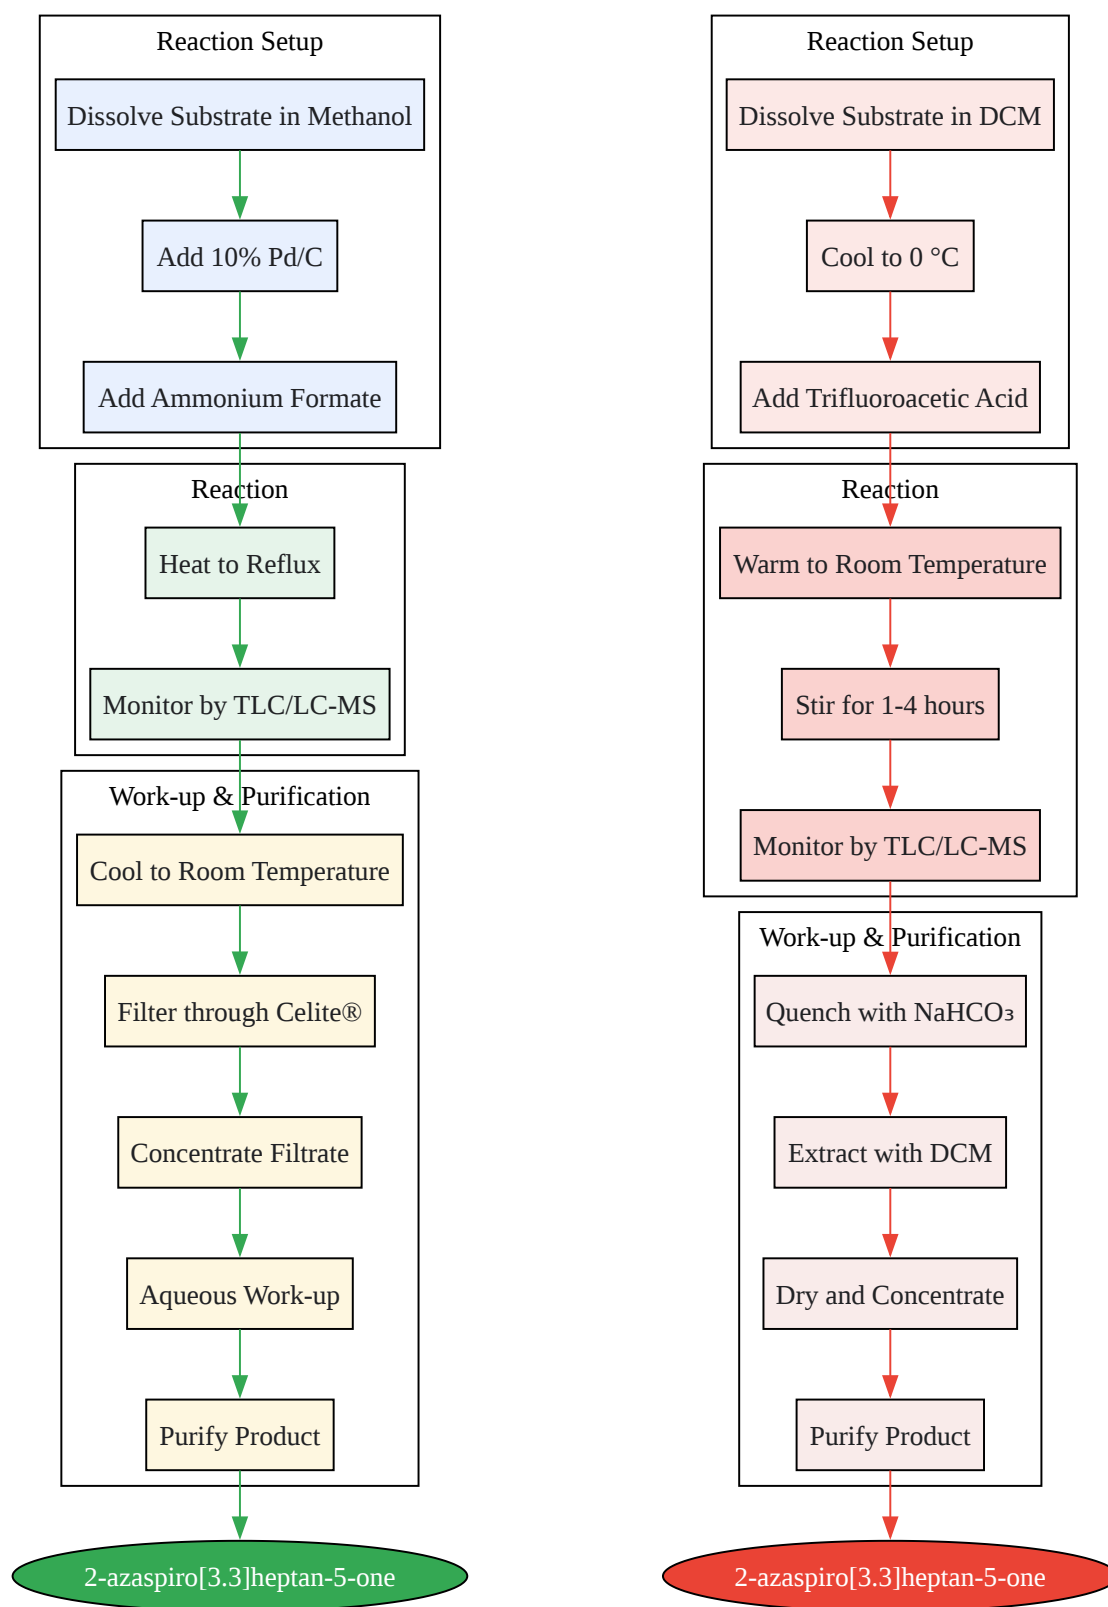 Reaction Setup
Dissolve Substrate in Methanol
Add 10% Pd/C
Add Ammonium Formate
Reaction
Heat to Reflux
Monitor by TLC/LC-MS
Work-up & Purification
Cool to Room Temperature
Filter through Celite®
Concentrate Filtrate
Aqueous Work-up
Purify Product
2-azaspiro[3.3]heptan-5-one
Reaction Setup
Dissolve Substrate in DCM
Cool to 0 °C
Add Trifluoroacetic Acid
Reaction
Warm to Room Temperature
Stir for 1-4 hours
Monitor by TLC/LC-MS
Work-up & Purification
Quench with NaHCO₃
Extract with DCM
Dry and Concentrate
Purify Product
2-azaspiro[3.3]heptan-5-one